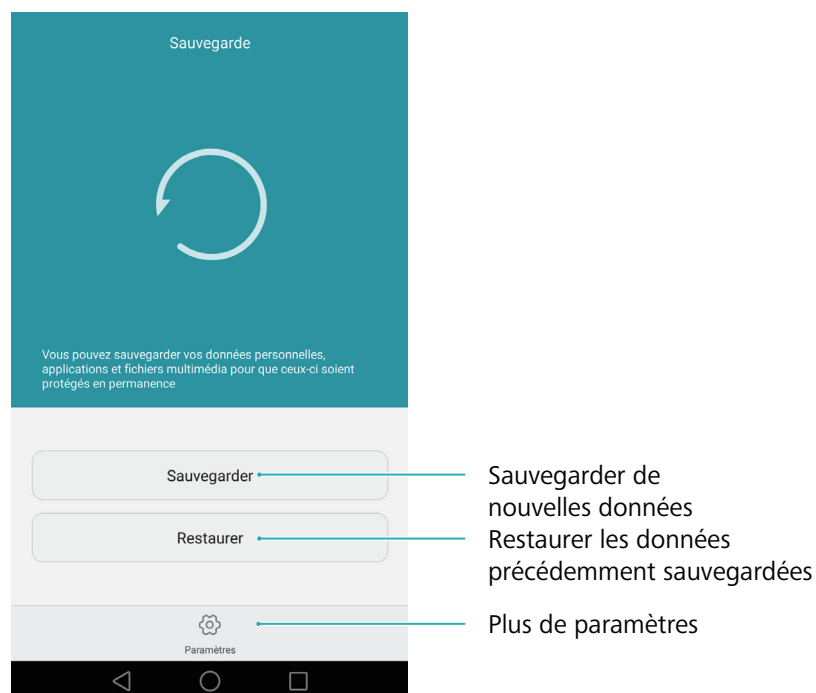 Sauvegarde
Vous pouvez sauvegarder vos données personnelles,
applications et fichiers multimédia pour que ceux-ci soient
protégés en permanence
Sauvegarder
Sauvegarder de
nouvelles données
Restaurer
Restaurer les données
précédemment sauvegardées
Plus de paramètres
Paramètres